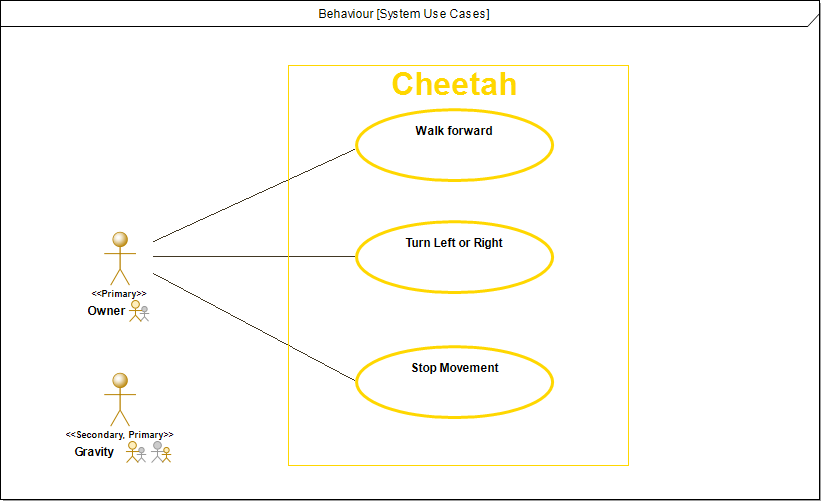 Behaviour [System Use Cases]
Cheetah
Walk forward
Turn Left or Right
<<Primary>>
Owner
Stop Movement
<<Secondary, Primary>>
Gravity